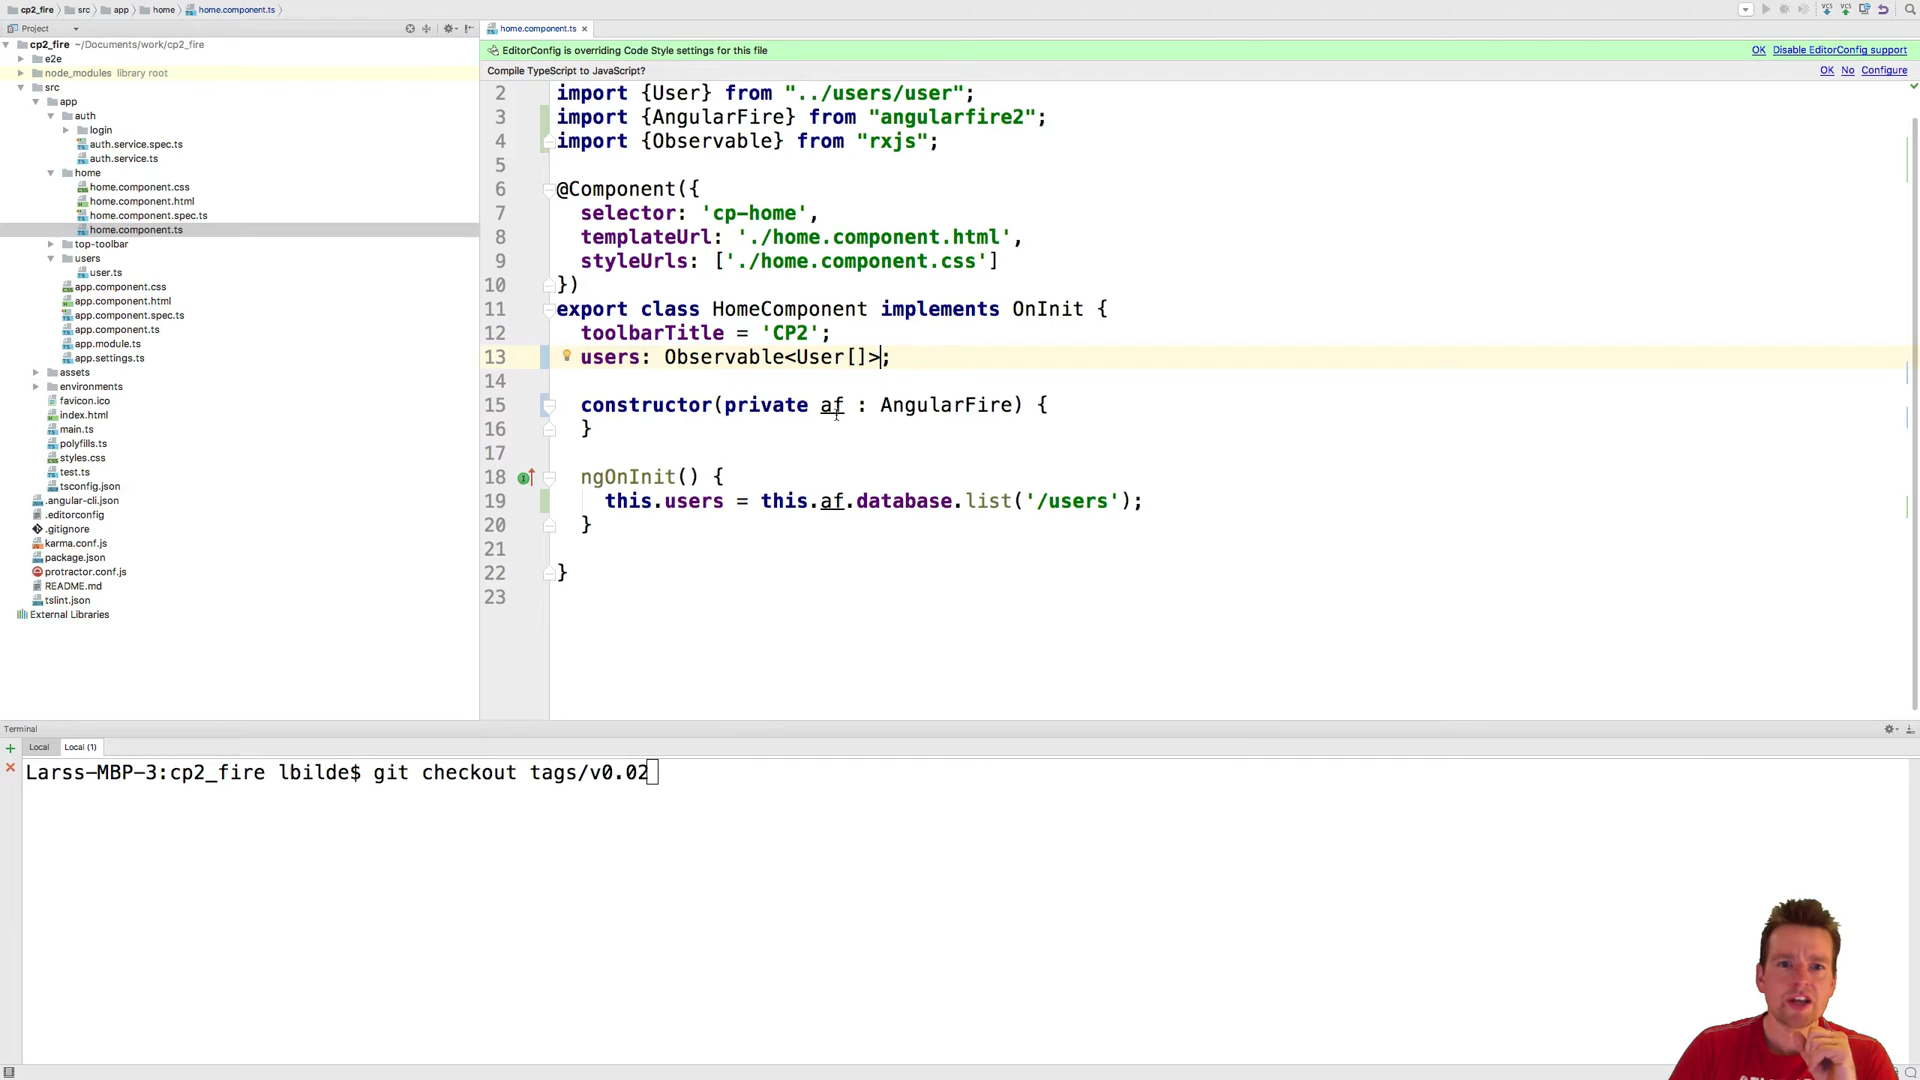 cp2_fire src app home home.component.ts
Project
home.component.ts
EditorConfig is overriding Code Style settings for this file
OK Disable EditorConfig support
Compile TypeScript to JavaScript?
OK No Configure
cp2_fire ~/Documents/work/cp2_fire
e2e
node_modules library root
src
app
auth
login
auth.service.spec.ts
auth.service.ts
home
home.component.css
home.component.html
home.component.spec.ts
home.component.ts
top-toolbar
users
user.ts
app.component.css
app.component.html
app.component.spec.ts
app.component.ts
app.module.ts
app.settings.ts
assets
environments
favicon.ico
index.html
main.ts
polyfills.ts
styles.css
test.ts
tsconfig.json
.angular-cli.json
.editorconfig
.gitignore
karma.conf.js
package.json
protractor.conf.js
README.md
tslint.json
External Libraries
2 import {User} from "../users/user";
3 import {AngularFire} from "angularfire2";
4 import {Observable} from "rxjs";
5
6 @Component({
7 selector: 'cp-home',
8 templateUrl: './home.component.html',
9 styleUrls: ['./home.component.css']
10 })
11 export class HomeComponent implements OnInit {
12 toolbarTitle = 'CP2';
13 users: Observable<User[]>;
14
15 constructor(private af : AngularFire) {
16 }
17
18 ngOnInit() {
19 this.users = this.af.database.list('/users');
20 }
21
22 }
23
Terminal
Local Local (1)
Larss-MBP-3:cp2_fire lbilde$ git checkout tags/v0.02